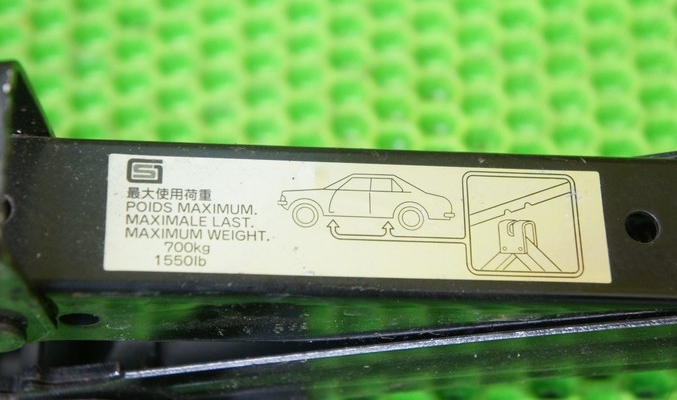 最大使用荷重
POIDS MAXIMUM.
MAXIMALE LAST.
MAXIMUM WEIGHT.
700kg
1550lb